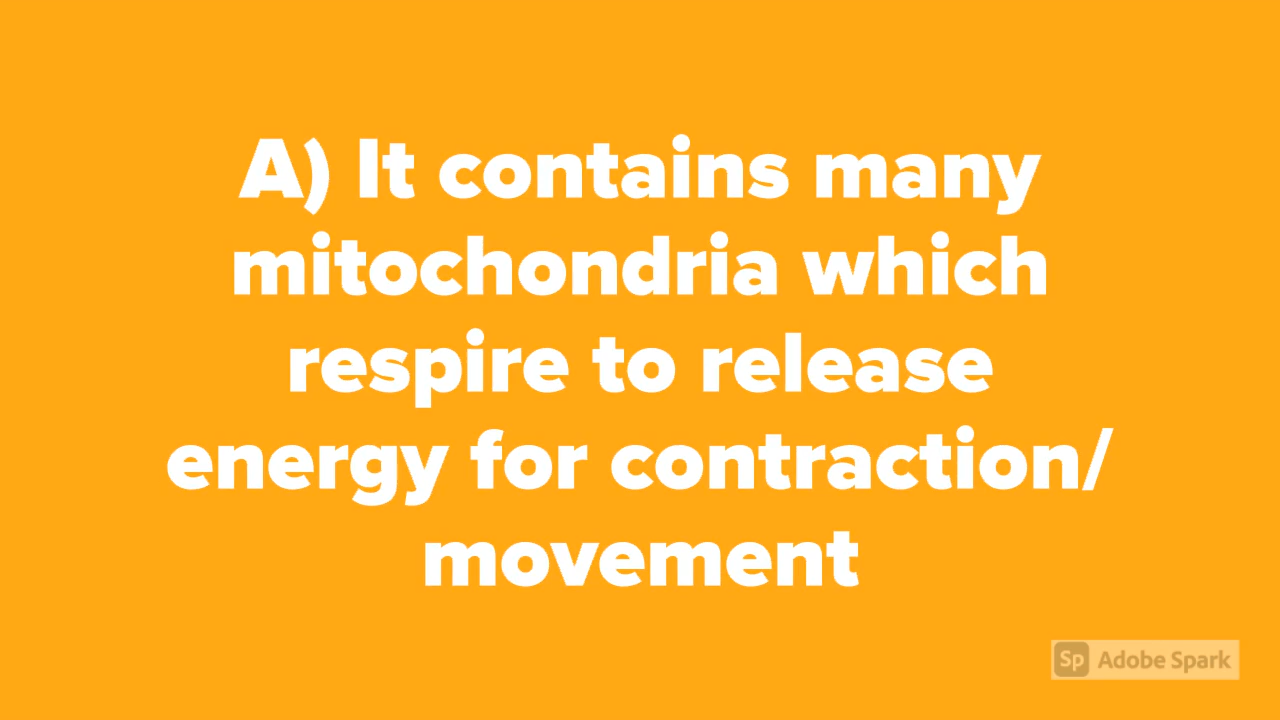 A) It contains many
mitochondria which
respire to release
energy for contraction/
movement
Sp Adobe Spark